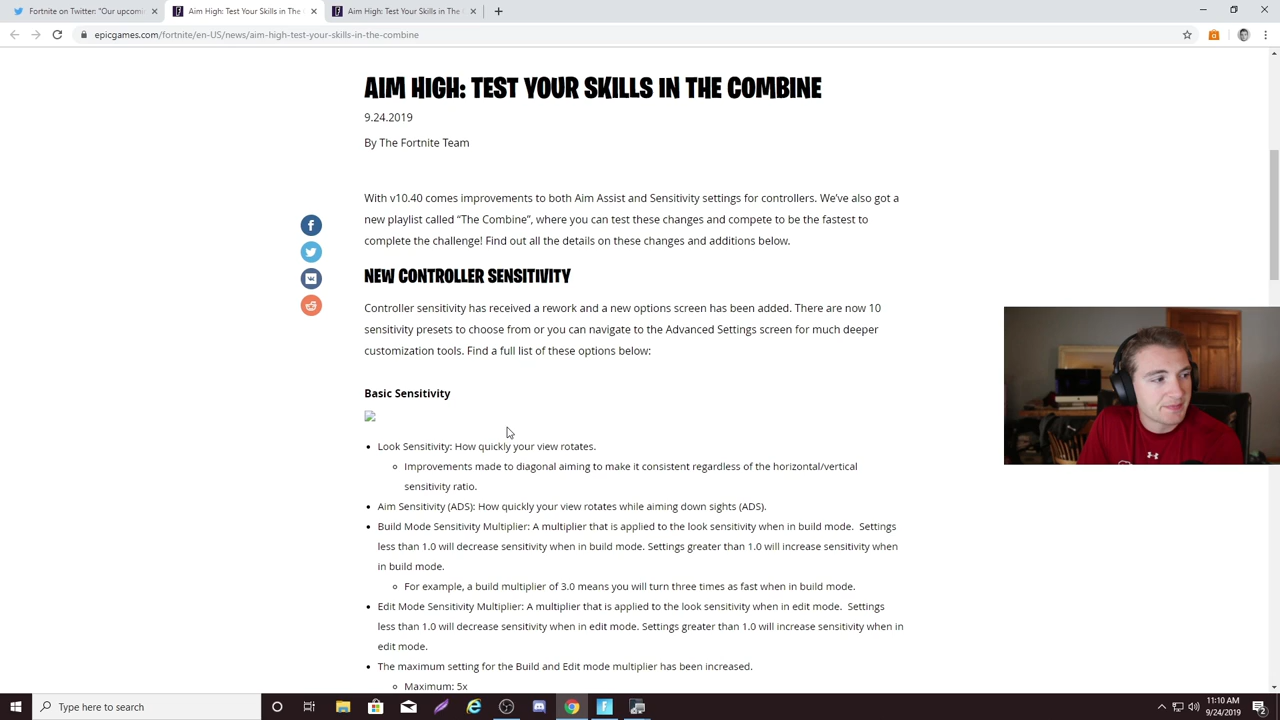 Fortnite on Twitter: "Our upcomi
Aim High: Test Your Skills in The C
Aim High: Test Your Skills in The C
epicgames.com/fortnite/en-US/news/aim-high-test-your-skills-in-the-combine
AIM HIGH: TEST YOUR SKILLS IN THE COMBINE
9.24.2019
By The Fortnite Team
With v10.40 comes improvements to both Aim Assist and Sensitivity settings for controllers. We've also got a
new playlist called "The Combine", where you can test these changes and compete to be the fastest to
complete the challenge! Find out all the details on these changes and additions below.
NEW CONTROLLER SENSITIVITY
Controller sensitivity has received a rework and a new options screen has been added. There are now 10
sensitivity presets to choose from or you can navigate to the Advanced Settings screen for much deeper
customization tools. Find a full list of these options below:
Basic Sensitivity
• Look Sensitivity: How quickly your view rotates.
◦ Improvements made to diagonal aiming to make it consistent regardless of the horizontal/vertical
sensitivity ratio.
• Aim Sensitivity (ADS): How quickly your view rotates while aiming down sights (ADS).
• Build Mode Sensitivity Multiplier: A multiplier that is applied to the look sensitivity when in build mode.  Settings
less than 1.0 will decrease sensitivity when in build mode. Settings greater than 1.0 will increase sensitivity when
in build mode.
◦ For example, a build multiplier of 3.0 means you will turn three times as fast when in build mode.
• Edit Mode Sensitivity Multiplier: A multiplier that is applied to the look sensitivity when in edit mode.  Settings
less than 1.0 will decrease sensitivity when in edit mode. Settings greater than 1.0 will increase sensitivity when in
edit mode.
• The maximum setting for the Build and Edit mode multiplier has been increased.
◦ Maximum: 5x
Type here to search
11:10 AM
9/24/2019
2